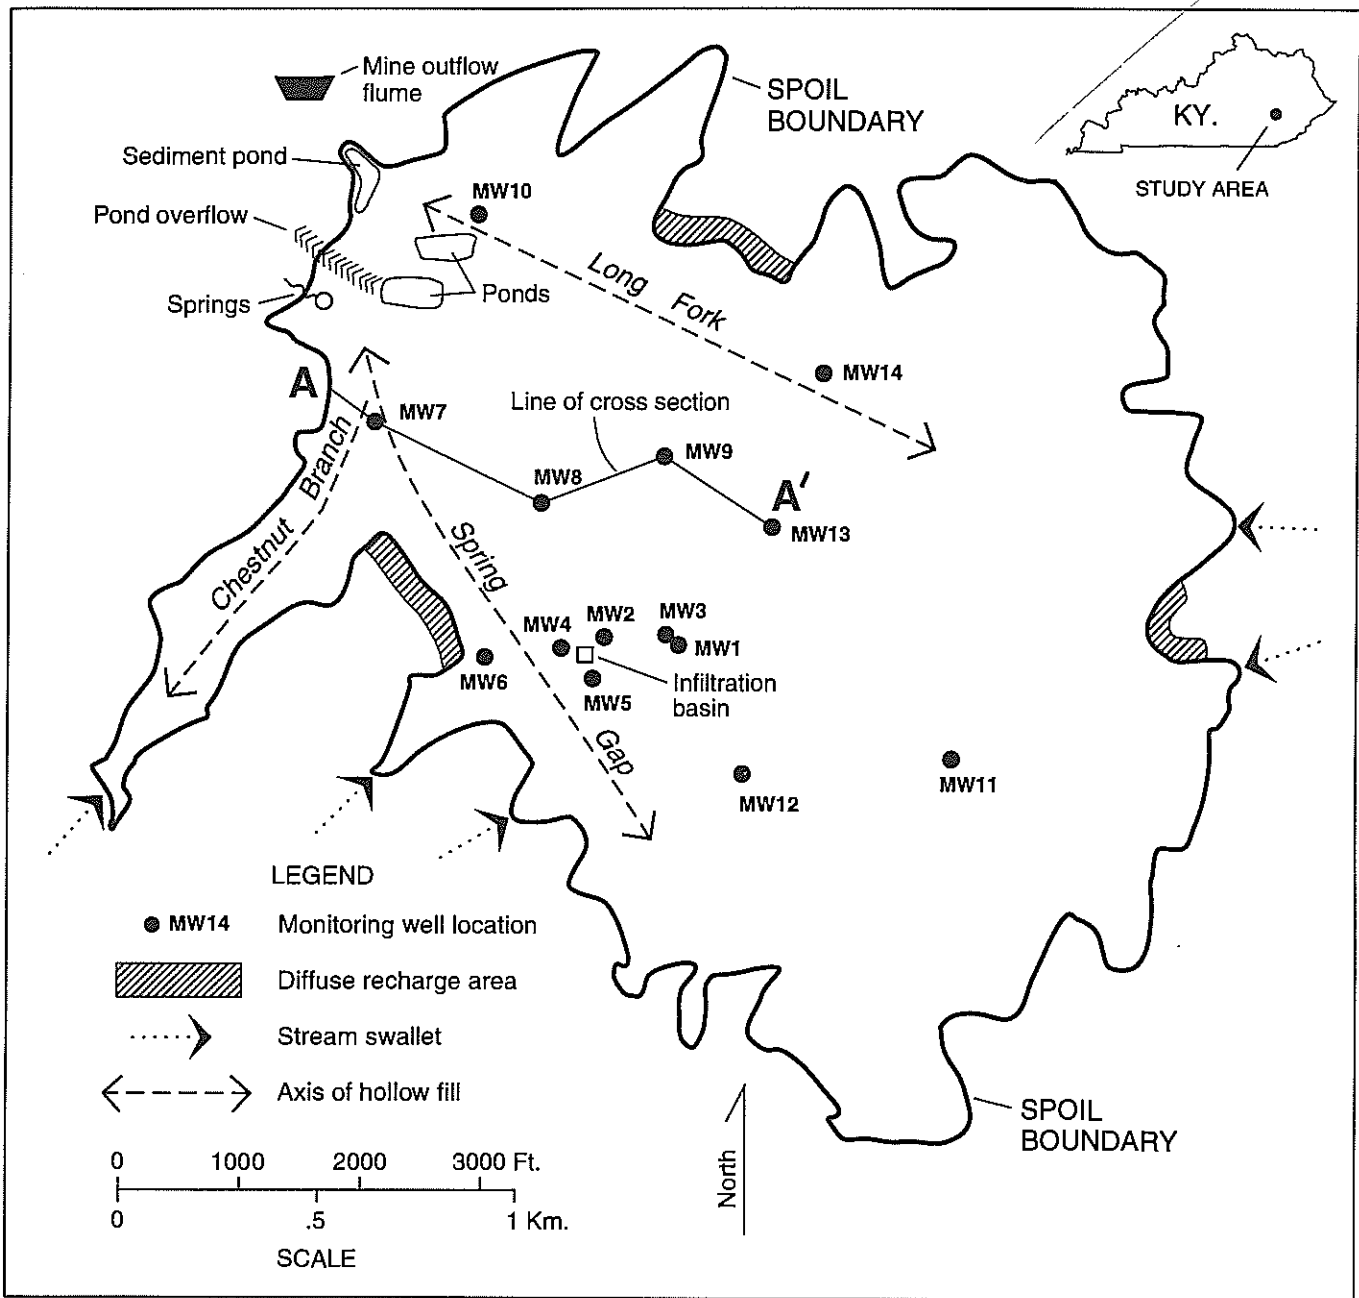 Mine outflow
flume
SPOIL
BOUNDARY
KY.
STUDY AREA
Sediment pond
Pond overflow
Springs
Ponds
MW10
Long Fork
MW14
A
MW7
Line of cross section
MW9
MW8
A'
MW13
Chestnut Branch
Spring Gap
MW4
MW2
MW3
MW1
MW6
MW5
Infiltration
basin
MW12
MW11
LEGEND
MW14 Monitoring well location
Diffuse recharge area
Stream swallet
Axis of hollow fill
0 1000 2000 3000 Ft.
0 .5 1 Km.
SCALE
North
SPOIL
BOUNDARY